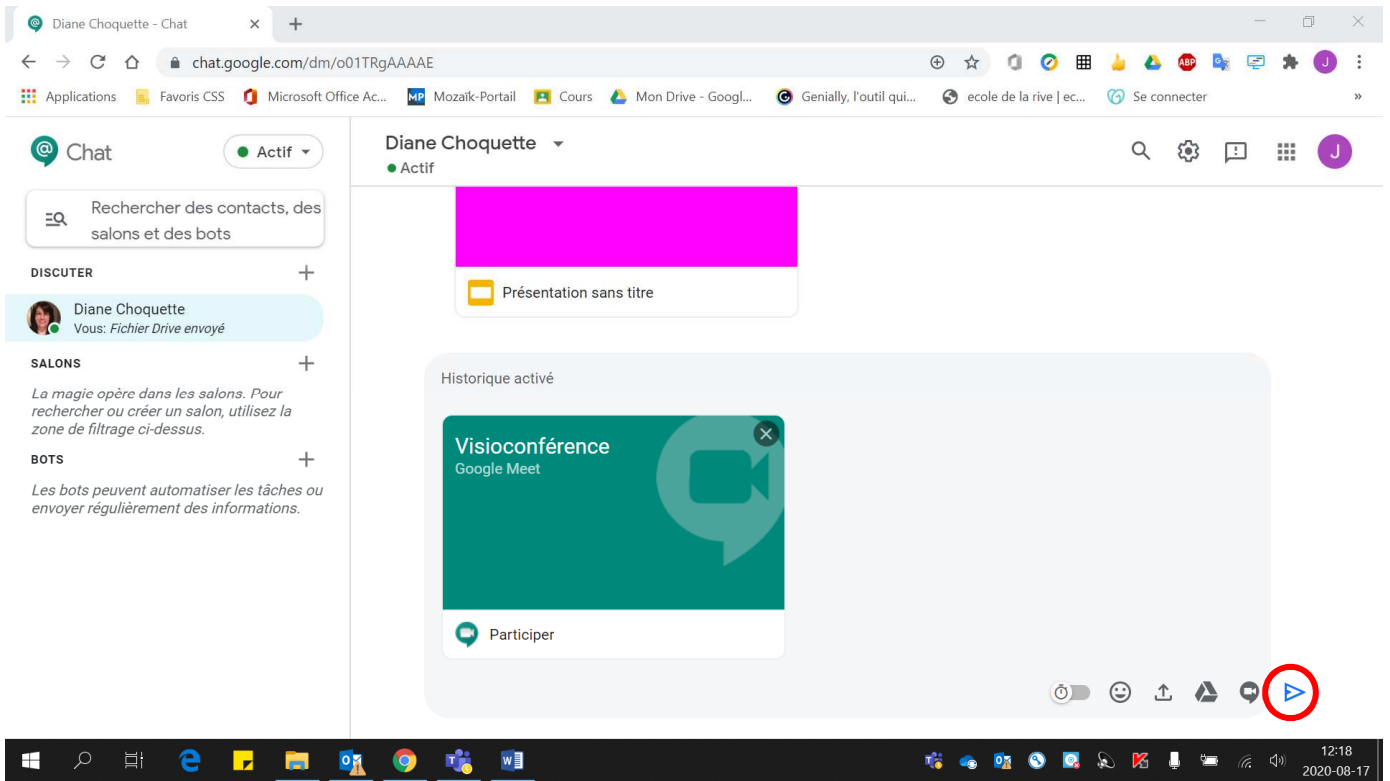 Diane Choquette - Chat
chat.google.com/dm/o01TRgAAAAE
ABP
J
Applications
Favoris CSS
Microsoft Office Ac...
MP Mozaïk-Portail
Cours
Mon Drive - Googl...
Genially, l'outil qui...
ecole de la rive | ec...
Se connecter
»
Chat
Actif
Diane Choquette
Actif
J
Rechercher des contacts, des
salons et des bots
DISCUTER
Diane Choquette
Vous: Fichier Drive envoyé
SALONS
La magie opère dans les salons. Pour
rechercher ou créer un salon, utilisez la
zone de filtrage ci-dessus.
BOTS
Les bots peuvent automatiser les tâches ou
envoyer régulièrement des informations.
Présentation sans titre
Historique activé
Visioconférence
Google Meet
Participer
12:18
2020-08-17